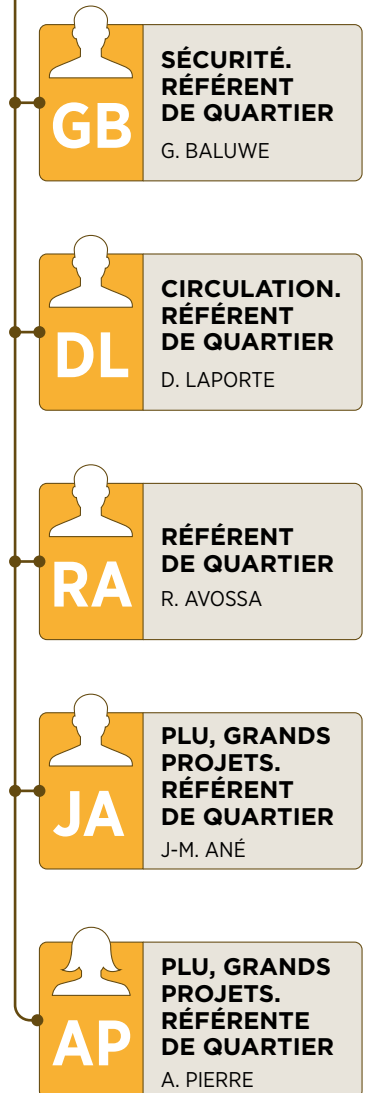 GB
SÉCURITÉ.
RÉFÉRENT
DE QUARTIER
G. BALUWE
DL
CIRCULATION.
RÉFÉRENT
DE QUARTIER
D. LAPORTE
RA
RÉFÉRENT
DE QUARTIER
R. AVOSSA
JA
PLU, GRANDS
PROJETS.
RÉFÉRENT
DE QUARTIER
J-M. ANÉ
AP
PLU, GRANDS
PROJETS.
RÉFÉRENTE
DE QUARTIER
A. PIERRE